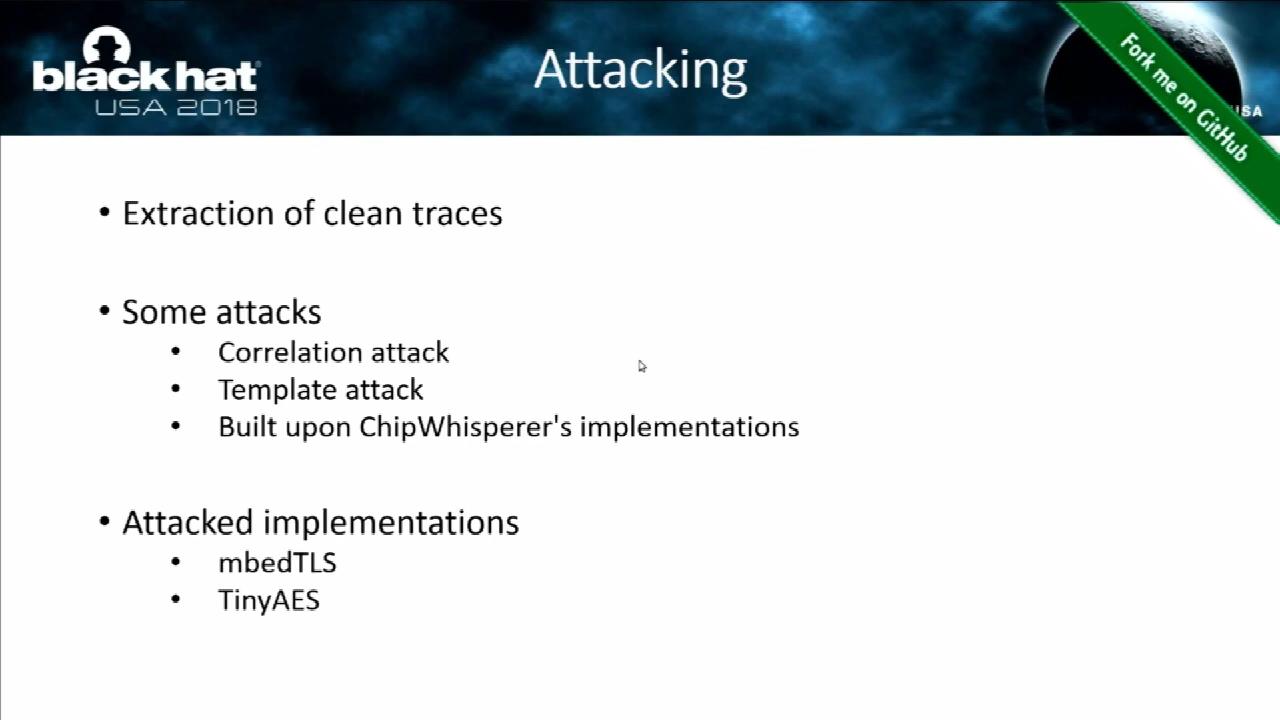 black hat
USA 2018
Attacking
Fork me on GitHub
USA
• Extraction of clean traces
• Some attacks
• Correlation attack
• Template attack
• Built upon ChipWhisperer's implementations
• Attacked implementations
• mbedTLS
• TinyAES